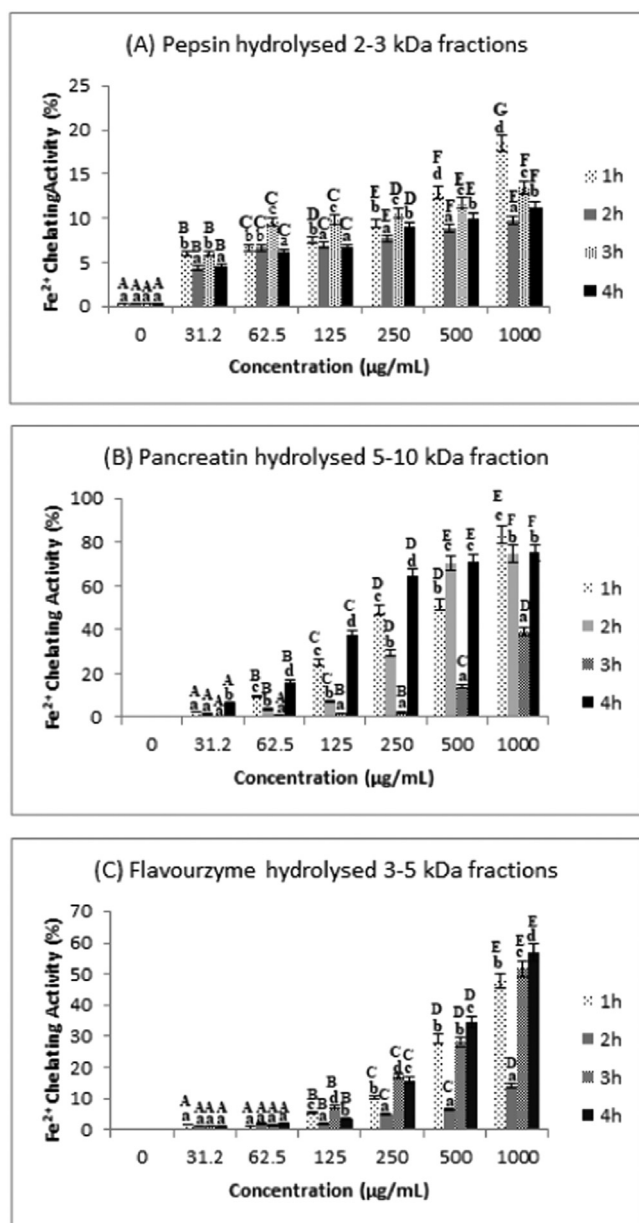 (A) Pepsin hydrolysed 2-3 kDa fractions
Fe2+ ChelatingActivity (%)
25
20
15
10
5
0
A A A A
a a a a
B B B B
b a b a
C C C C
b b c a
D C C C
b a c a
E E D D
b a c b
F F E E
d a c b
G E F F
d a c b
0 31.2 62.5 125 250 500 1000
Concentration (µg/mL)
1h
2h
3h
4h
(B) Pancreatin hydrolysed 5-10 kDa fraction
Fe2+ Chelating Activity (%)
100
80
60
40
20
0
A A A A
a a a b
B B A B
c b a d
C C B C
c b a d
D D B D
c b a d
D E C E
b c a c
E F D F
c b a b
0 31.2 62.5 125 250 500 1000
Concentration (µg/mL)
1h
2h
3h
4h
(C) Flavourzyme hydrolysed 3-5 kDa fractions
Fe2+ Chelating Activity (%)
70
60
50
40
30
20
10
0
A A A A
a a a a
A A A A
a a a a
B B B B
c a d b
C C C C
b a d c
D C D D
b a b c
E D E E
b a c d
0 31.2 62.5 125 250 500 1000
Concentration (µg/mL)
1h
2h
3h
4h